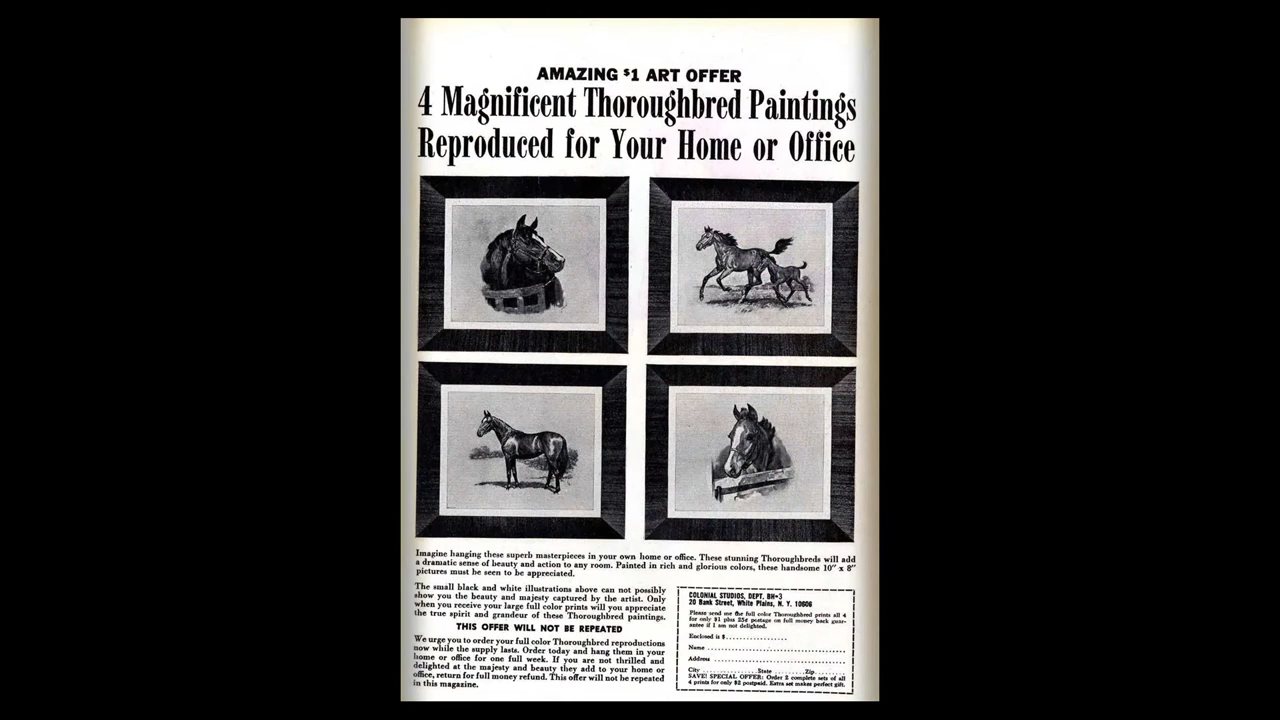 AMAZING $1 ART OFFER
4 Magnificent Thoroughbred Paintings
Reproduced for Your Home or Office
Imagine hanging these superb masterpieces in your own home or office. These stunning Thoroughbreds will add
a dramatic sense of beauty and action to any room. Painted in rich and glorious colors, these handsome 10" x 8"
pictures must be seen to be appreciated.
The small black and white illustrations above can not possibly
show you the beauty and majesty captured by the artist. Only
when you receive your large full color prints will you appreciate
the true spirit and grandeur of these Thoroughbred paintings.
THIS OFFER WILL NOT BE REPEATED
We urge you to order your full color Thoroughbred reproductions
now while the supply lasts. Order today and hang them in your
home or office for one full week. If you are not thrilled and
delighted at the majesty and beauty they add to your home or
office, return for full money refund. This offer will not be repeated
in this magazine.
COLONIAL STUDIOS, DEPT. BH-3
20 Bank Street, White Plains, N. Y. 10606
Please send me the full color Thoroughbred prints all 4
for only $1 plus 25¢ postage on full money back guar-
antee if I am not delighted.
Enclosed is $................
Name ........................................
Address ......................................
City ..................State .........Zip........
SAVE! SPECIAL OFFER: Order 2 complete sets of all
4 prints for only $2 postpaid. Extra set makes perfect gift.